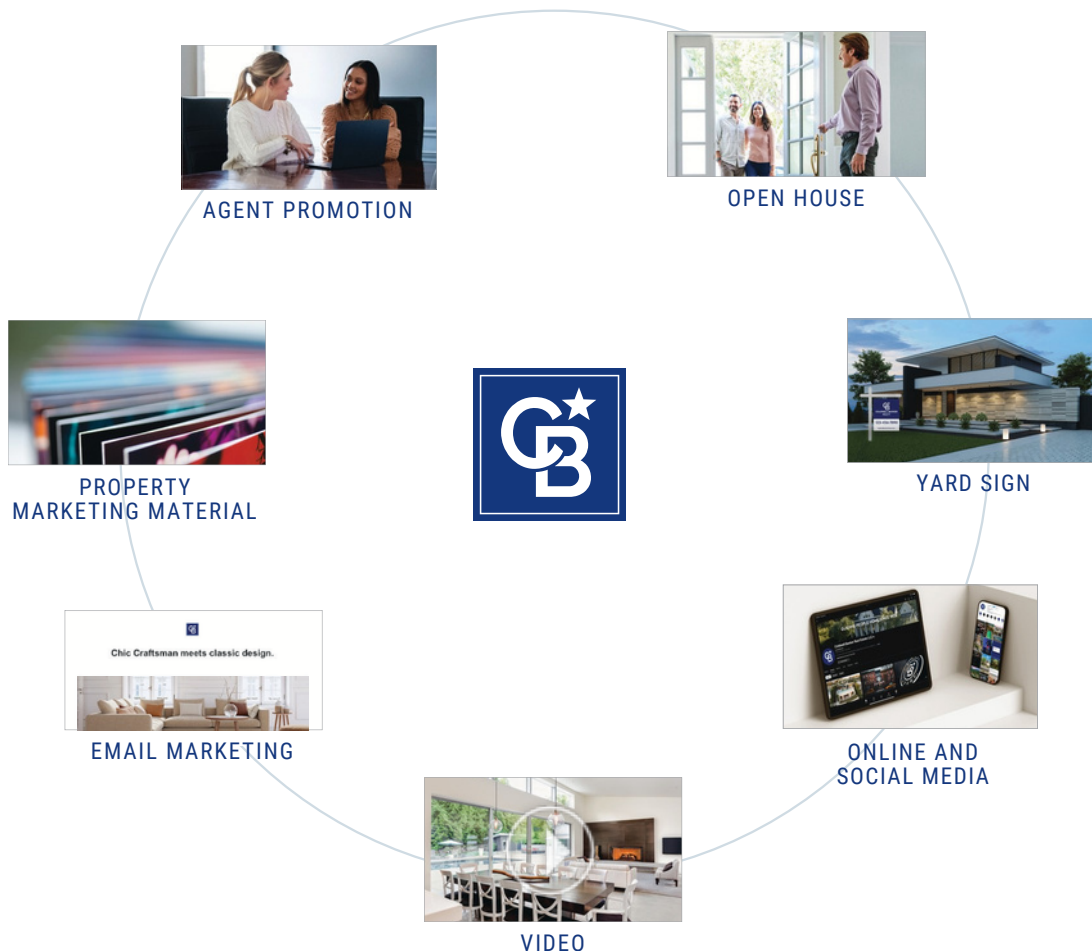 AGENT PROMOTION
OPEN HOUSE
CB
PROPERTY
MARKETING MATERIAL
YARD SIGN
Chic Craftsman meets classic design.
EMAIL MARKETING
ONLINE AND
SOCIAL MEDIA
VIDEO